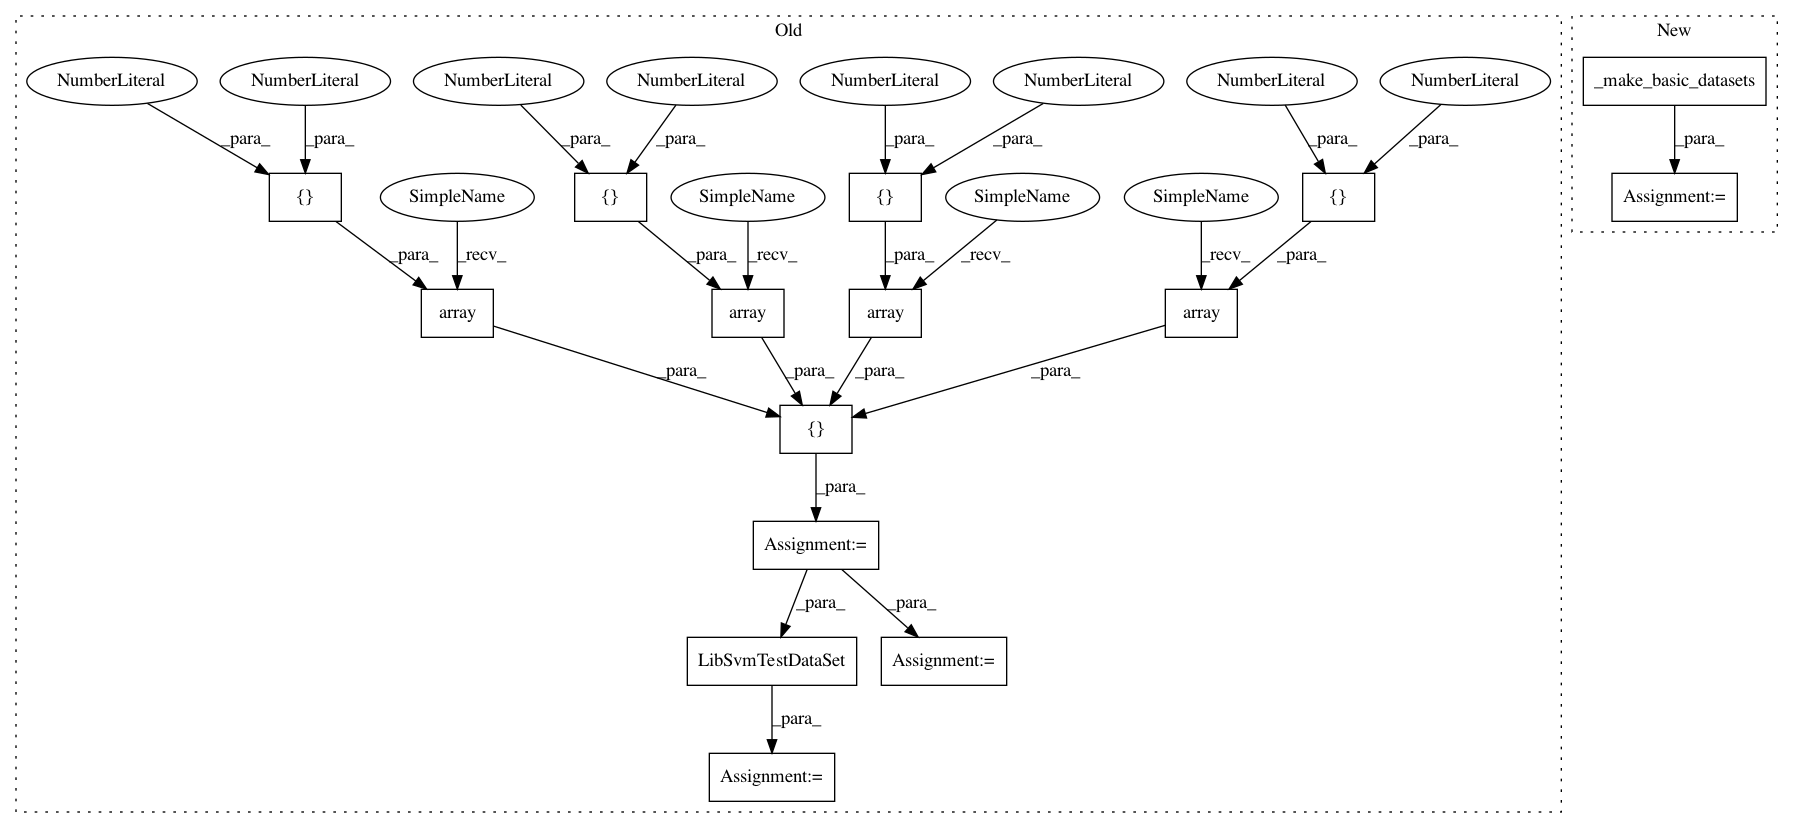 Old
New
NumberLiteral NumberLiteral NumberLiteral NumberLiteral NumberLiteral NumberLiteral NumberLiteral NumberLiteral _make_basic_datasets
_para_ _para_ _para_ _para_ _para_ _para_ _para_ _para_ _para_
{} SimpleName {} SimpleName {} SimpleName SimpleName {} Assignment:=
_para_ _recv_ _para_ _recv_ _para_ _recv_ _recv_ _para_
array array array array
_para_ _para_ _para_ _para_
{}
_para_
Assignment:=
_para_ _para_
LibSvmTestDataSet Assignment:=
_para_
Assignment:=